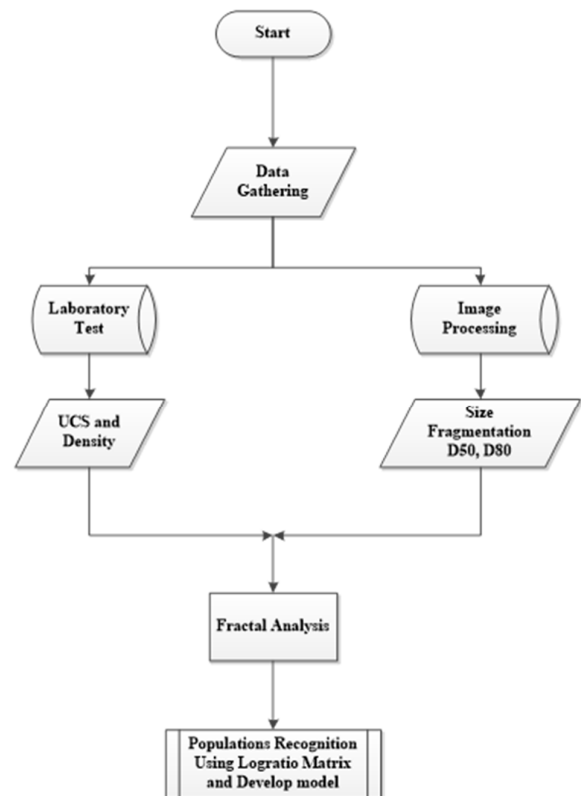 Start
Data
Gathering
Laboratory
Test
Image
Processing
UCS and
Density
Size
Fragmentation
D50, D80
Fractal Analysis
Populations Recognition
Using Logratio Matrix
and Develop model